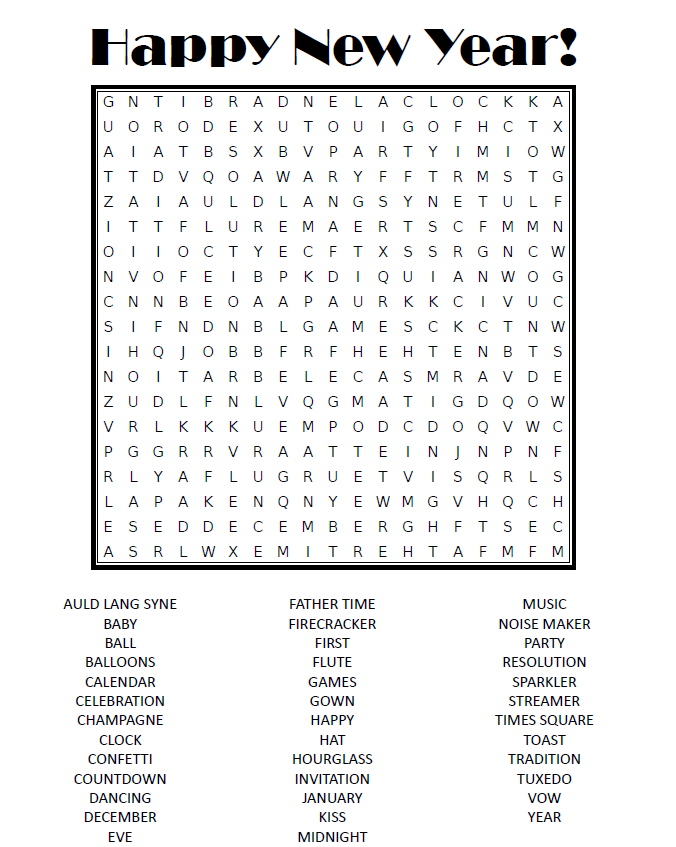 Happy New Year!
G N T I B R A D N E L A C L O C K K A
U O R O D E X U T O U I G O F H C T X
A I A T B S X B V P A R T Y I M I O W
T T D V Q O A W A R Y F F T R M S T G
Z A I A U L D L A N G S Y N E T U L F
I T T F L U R E M A E R T S C F M M N
O I I O C T Y E C F T X S S R G N C W
N V O F E I B P K D I Q U I A N W O G
C N N B E O A A P A U R K K C I V U C
S I F N D N B L G A M E S C K C T N W
I H Q J O B B F R F H E H T E N B T S
N O I T A R B E L E C A S M R A V D E
Z U D L F N L V Q G M A T I G D Q O W
V R L K K K U E M P O D C D O Q V W C
P G G R R V R A A T T E I N J N P N F
R L Y A F L U G R U E T V I S Q R L S
L A P A K E N Q N Y E W M G V H Q C H
E S E D D E C E M B E R G H F T S E C
A S R L W X E M I T R E H T A F M F M
AULD LANG SYNE FATHER TIME MUSIC
BABY FIRECRACKER NOISE MAKER
BALL FIRST PARTY
BALLOONS FLUTE RESOLUTION
CALENDAR GAMES SPARKLER
CELEBRATION GOWN STREAMER
CHAMPAGNE HAPPY TIMES SQUARE
CLOCK HAT TOAST
CONFETTI HOURGLASS TRADITION
COUNTDOWN INVITATION TUXEDO
DANCING JANUARY VOW
DECEMBER KISS YEAR
EVE MIDNIGHT